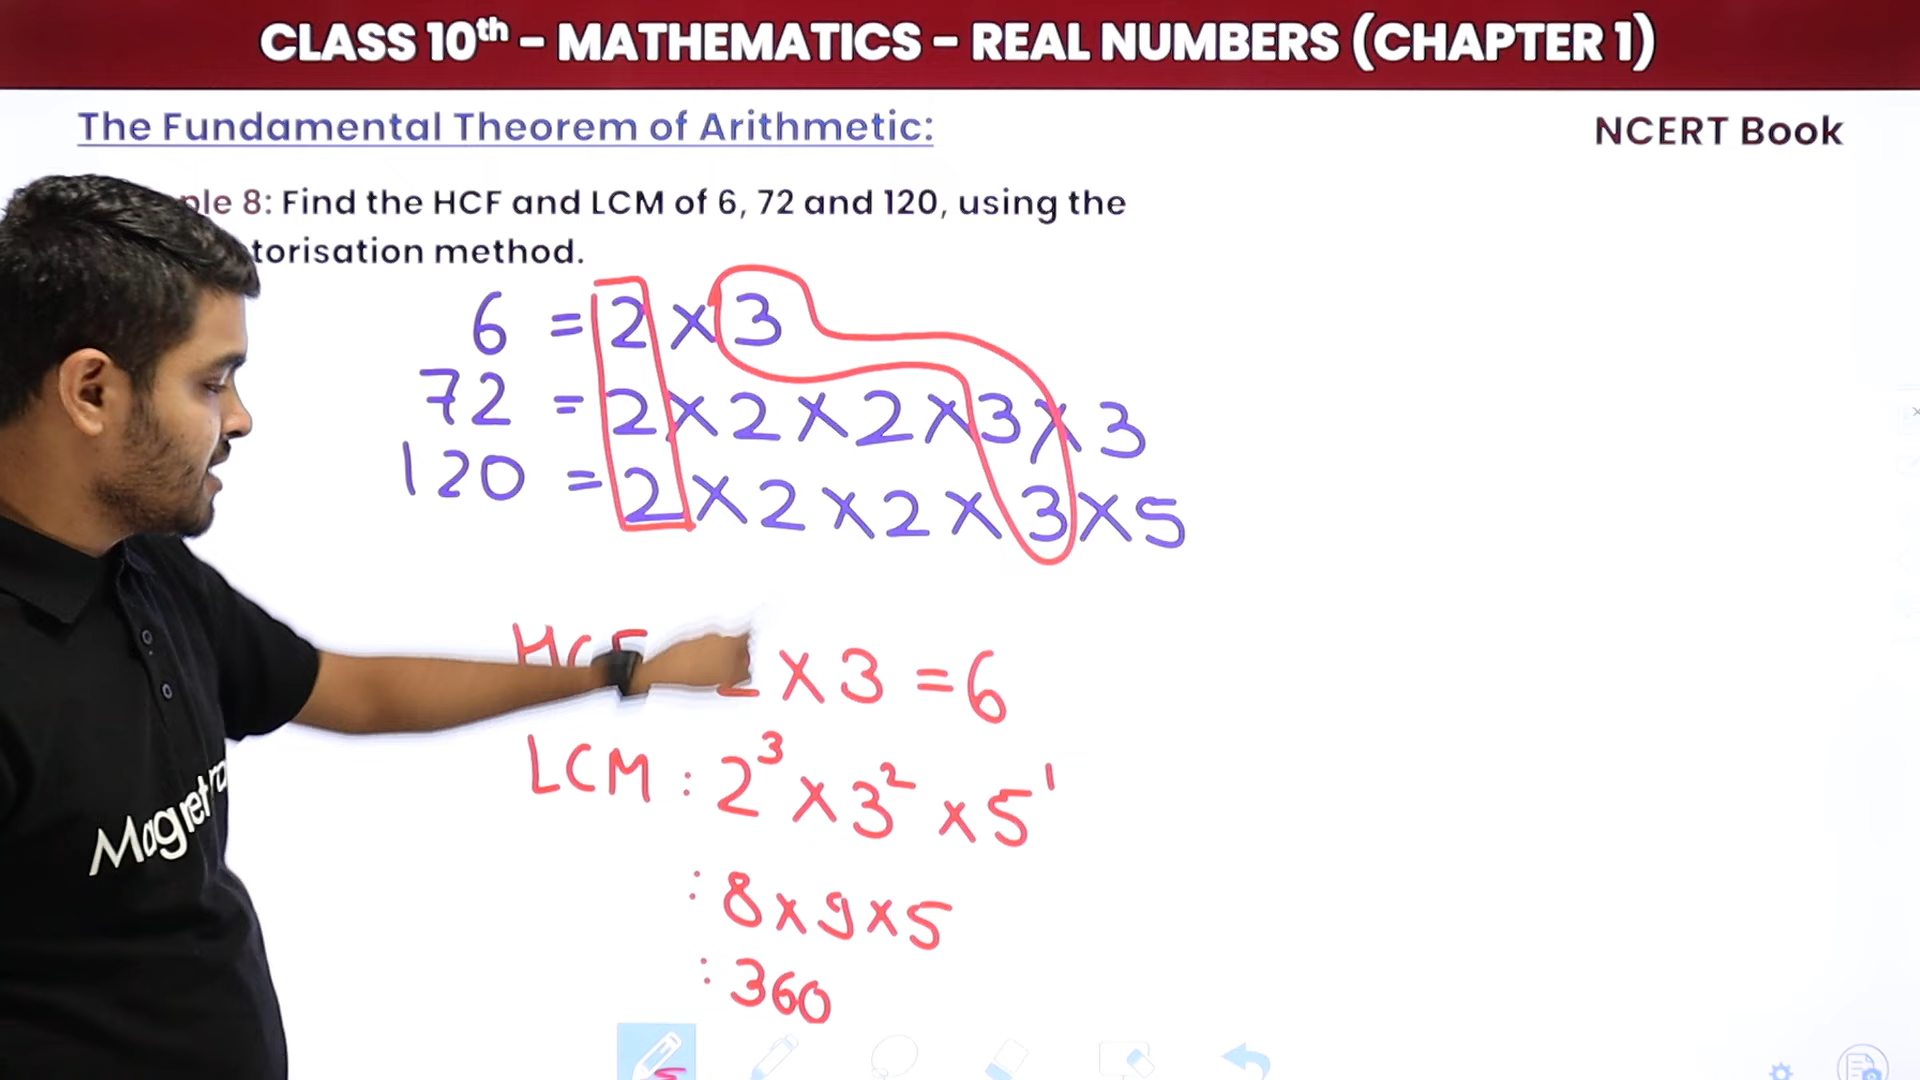 CLASS 10th - MATHEMATICS - REAL NUMBERS (CHAPTER 1)
The Fundamental Theorem of Arithmetic:
NCERT Book
ple 8: Find the HCF and LCM of 6, 72 and 120, using the
torisation method.
6 = 2 × 3
72 = 2 × 2 × 2 × 3 × 3
120 = 2 × 2 × 2 × 3 × 5
HCF 2 × 3 = 6
LCM : 2³ × 3² × 5¹
: 8 × 9 × 5
: 360
Magnet